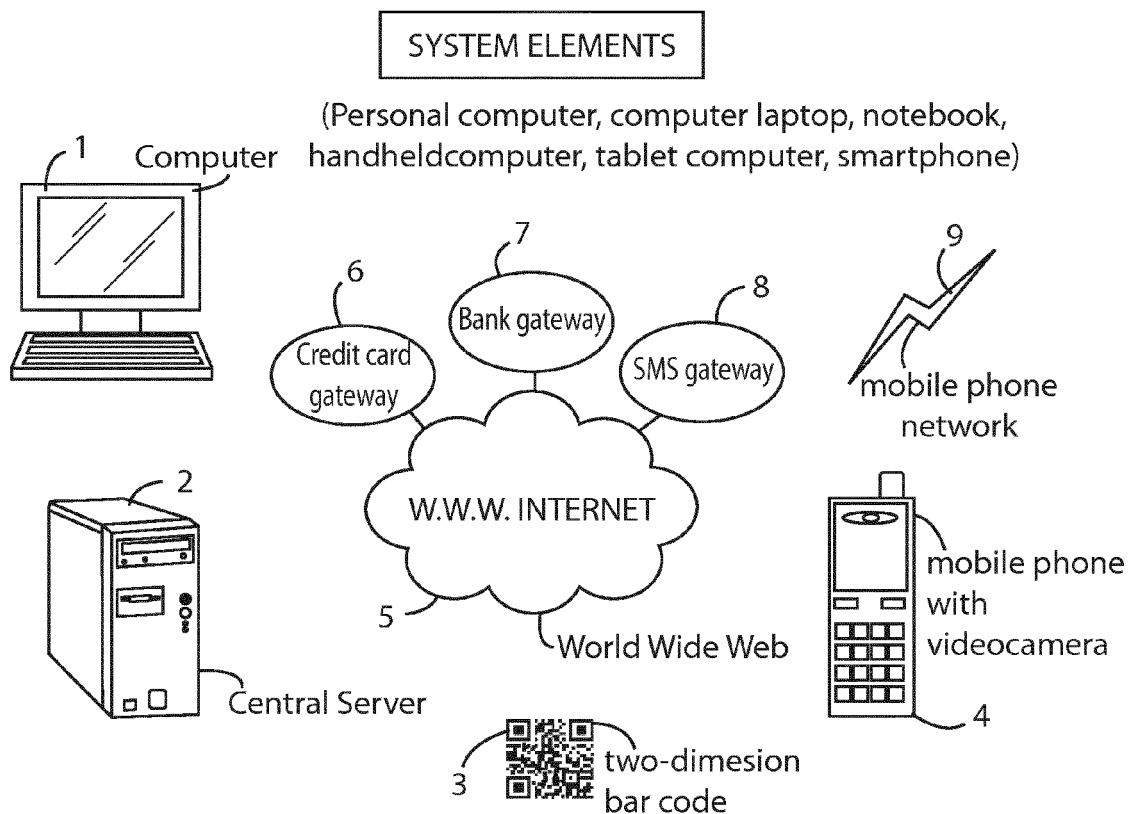 SYSTEM ELEMENTS
(Personal computer, computer laptop, notebook,
handheldcomputer, tablet computer, smartphone)
1
Computer
7
9
6
8
Bank gateway
Credit card
gateway
SMS gateway
mobile phone
network
2
W.W.W. INTERNET
mobile phone
with
videocamera
5
World Wide Web
Central Server
4
3
two-dimesion
bar code